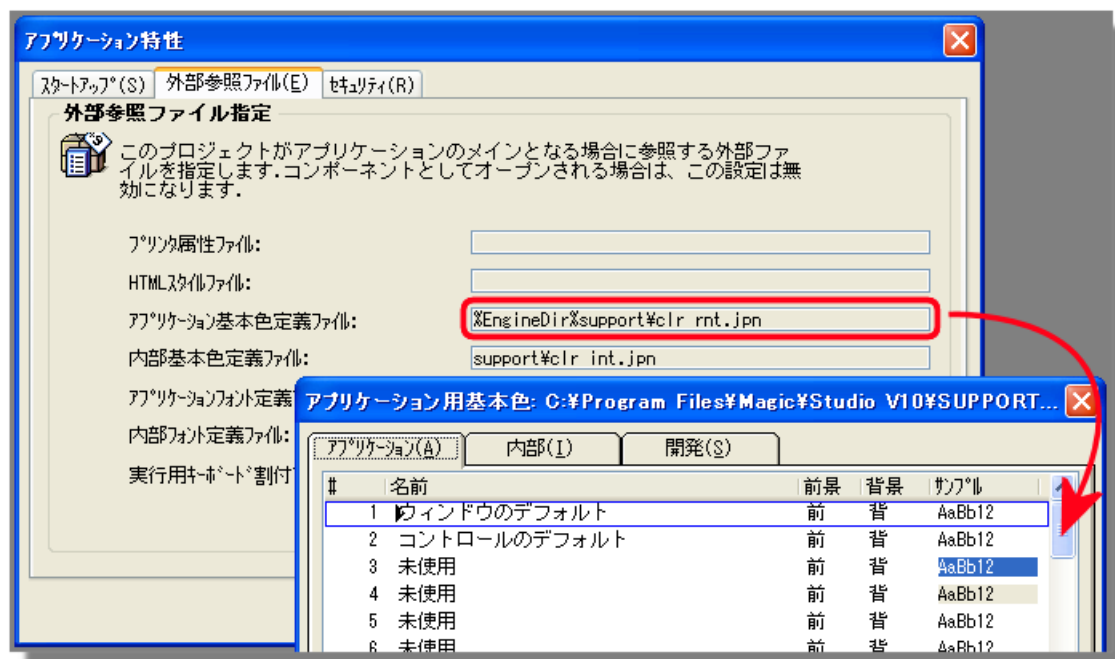 アプリケーション特性
スタートアップ(S) 外部参照ファイル(E) セキュリティ(R)
外部参照ファイル指定
このプロジェクトがアプリケーションのメインとなる場合に参照する外部ファ
イルを指定します.コンポーネントとしてオープンされる場合は、この設定は無
効になります.
プリンタ属性ファイル:
HTMLスタイルファイル:
アプリケーション基本色定義ファイル: %EngineDir%support¥clr_rnt.jpn
内部基本色定義ファイル: support¥clr_int.jpn
アプリケーションフォント定義
内部フォント定義ファイル:
実行用キーボード割付
アプリケーション用基本色: C:¥Program Files¥Magic¥Studio V10¥SUPPORT...
アプリケーション(A) 内部(I) 開発(S)
# 名前 前景 背景 サンプル
1 ウィンドウのデフォルト 前 背 AaBb12
2 コントロールのデフォルト 前 背 AaBb12
3 未使用 前 背 AaBb12
4 未使用 前 背 AaBb12
5 未使用 前 背 AaBb12
6 未使用 前 背 AaBb12